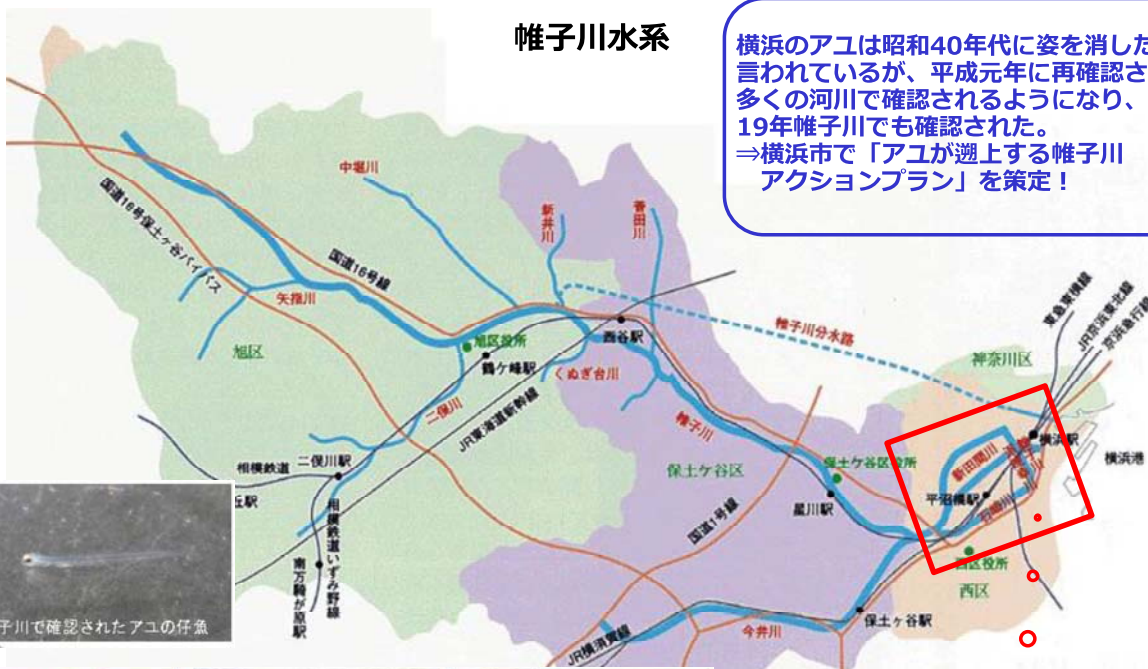 帷子川水系
横浜のアユは昭和40年代に姿を消した
言われているが、平成元年に再確認さ
多くの河川で確認されるようになり、
19年帷子川でも確認された。
⇒横浜市で「アユが遡上する帷子川
アクションプラン」を策定！
中堀川
新井川
国道16号保土ヶ谷バイパス
国道16号線
矢指川
旭区
旭区役所
鶴ケ峰駅
西谷駅
くぬぎ台川
帷子川分水路
東急東横線
JR京浜東北線
京浜急行線
神奈川区
二俣川
JR東海道新幹線
帷子川
保土ケ谷区
保土ケ谷区役所
新田間川
横浜駅
横浜港
相模鉄道
二俣川駅
近駅
星川駅
平沼橋駅
石崎川
国道1号線
相模鉄道いずみ野線
南万騎が原駅
西区役所
西区
子川で確認されたアユの仔魚
保土ヶ谷駅
今井川
JR横須賀線